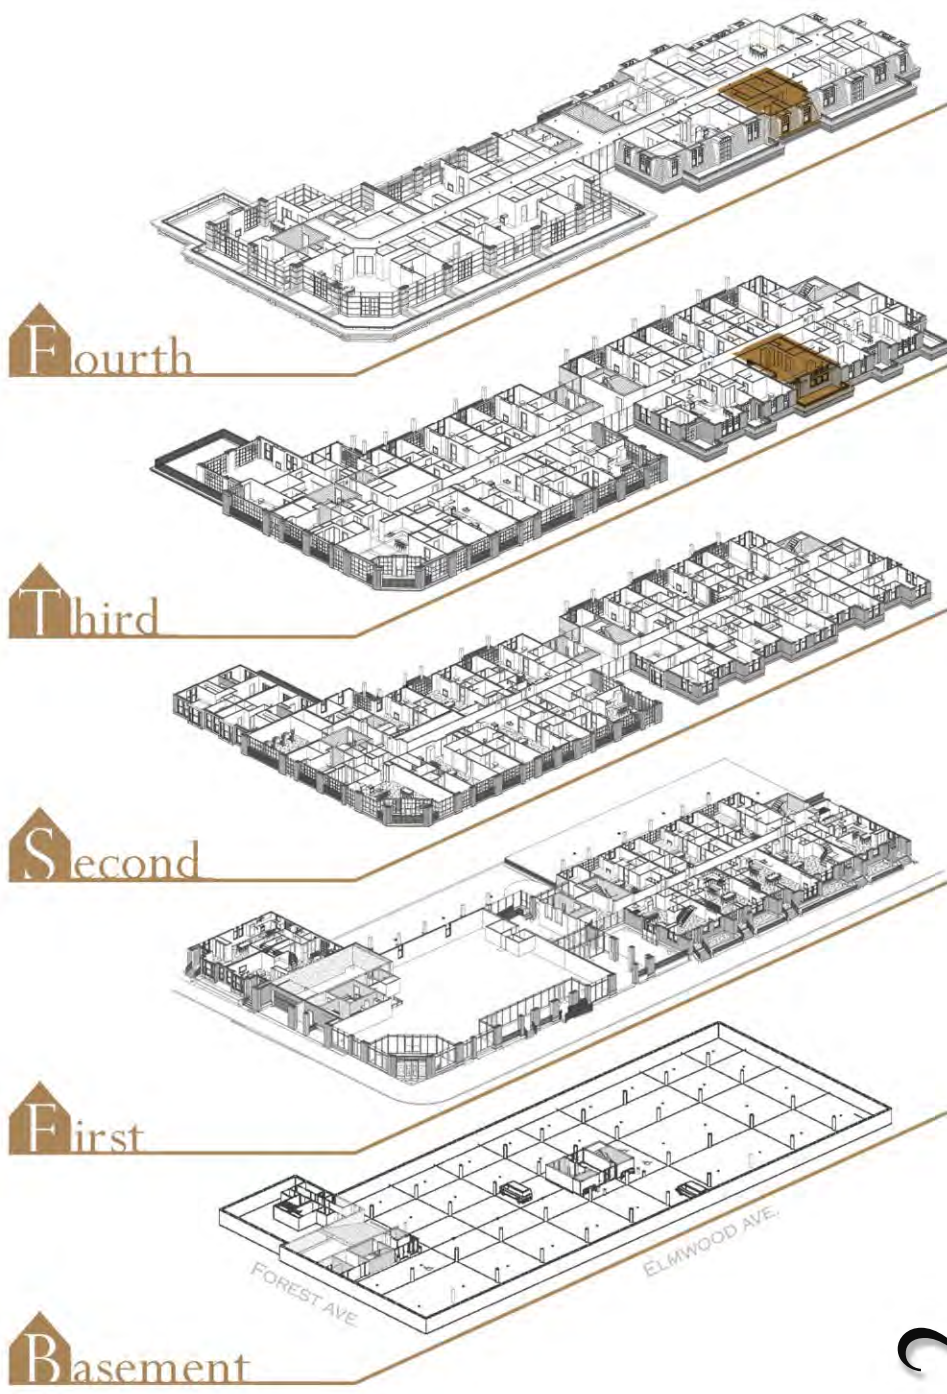 Fourth
Third
Second
First
FOREST AVE.
ELMWOOD AVE.
Basement